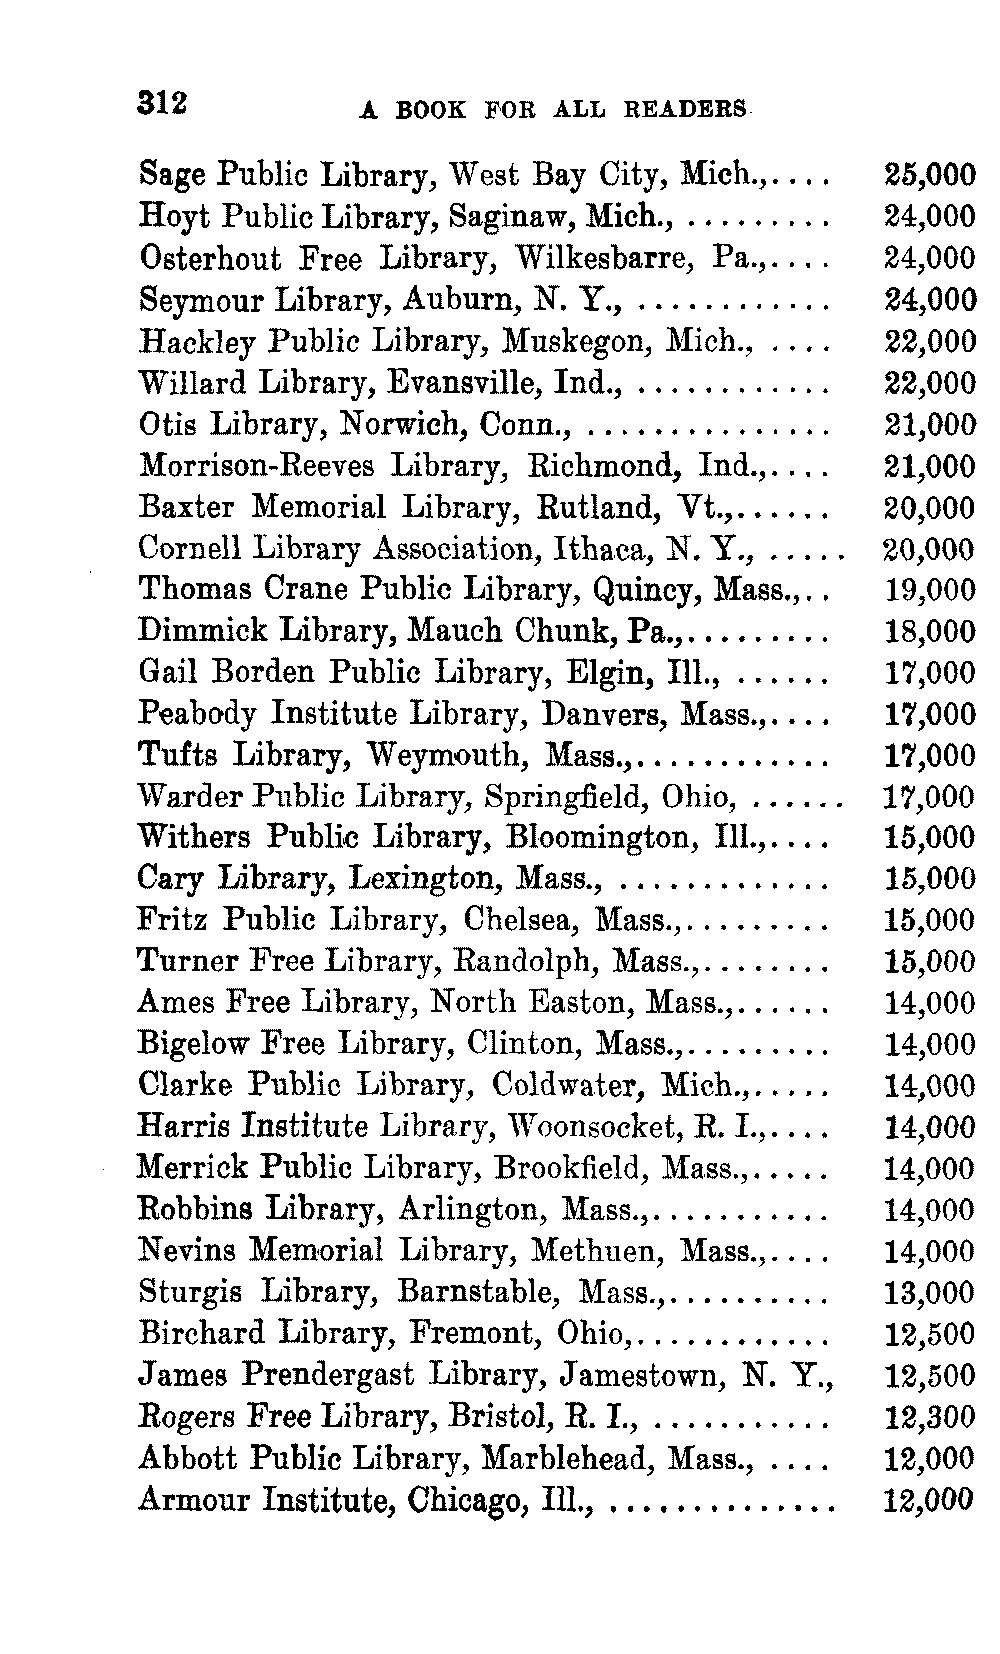 312 A BOOK FOR ALL READERS
Sage Public Library, West Bay City, Mich.,.... 25,000
Hoyt Public Library, Saginaw, Mich., ......... 24,000
Osterhout Free Library, Wilkesbarre, Pa.,.... 24,000
Seymour Library, Auburn, N. Y., ............ 24,000
Hackley Public Library, Muskegon, Mich., .... 22,000
Willard Library, Evansville, Ind., ............ 22,000
Otis Library, Norwich, Conn., ............... 21,000
Morrison-Reeves Library, Richmond, Ind.,.... 21,000
Baxter Memorial Library, Rutland, Vt.,...... 20,000
Cornell Library Association, Ithaca, N. Y., ..... 20,000
Thomas Crane Public Library, Quincy, Mass.,.. 19,000
Dimmick Library, Mauch Chunk, Pa.,......... 18,000
Gail Borden Public Library, Elgin, Ill., ...... 17,000
Peabody Institute Library, Danvers, Mass.,.... 17,000
Tufts Library, Weymouth, Mass.,............ 17,000
Warder Public Library, Springfield, Ohio, ...... 17,000
Withers Public Library, Bloomington, Ill.,.... 15,000
Cary Library, Lexington, Mass., ............. 15,000
Fritz Public Library, Chelsea, Mass.,......... 15,000
Turner Free Library, Randolph, Mass.,........ 15,000
Ames Free Library, North Easton, Mass.,...... 14,000
Bigelow Free Library, Clinton, Mass.,......... 14,000
Clarke Public Library, Coldwater, Mich.,..... 14,000
Harris Institute Library, Woonsocket, R. I.,.... 14,000
Merrick Public Library, Brookfield, Mass.,..... 14,000
Robbins Library, Arlington, Mass.,........... 14,000
Nevins Memorial Library, Methuen, Mass.,.... 14,000
Sturgis Library, Barnstable, Mass.,.......... 13,000
Birchard Library, Fremont, Ohio,............ 12,500
James Prendergast Library, Jamestown, N. Y., 12,500
Rogers Free Library, Bristol, R. I., ........... 12,300
Abbott Public Library, Marblehead, Mass., .... 12,000
Armour Institute, Chicago, Ill., .............. 12,000